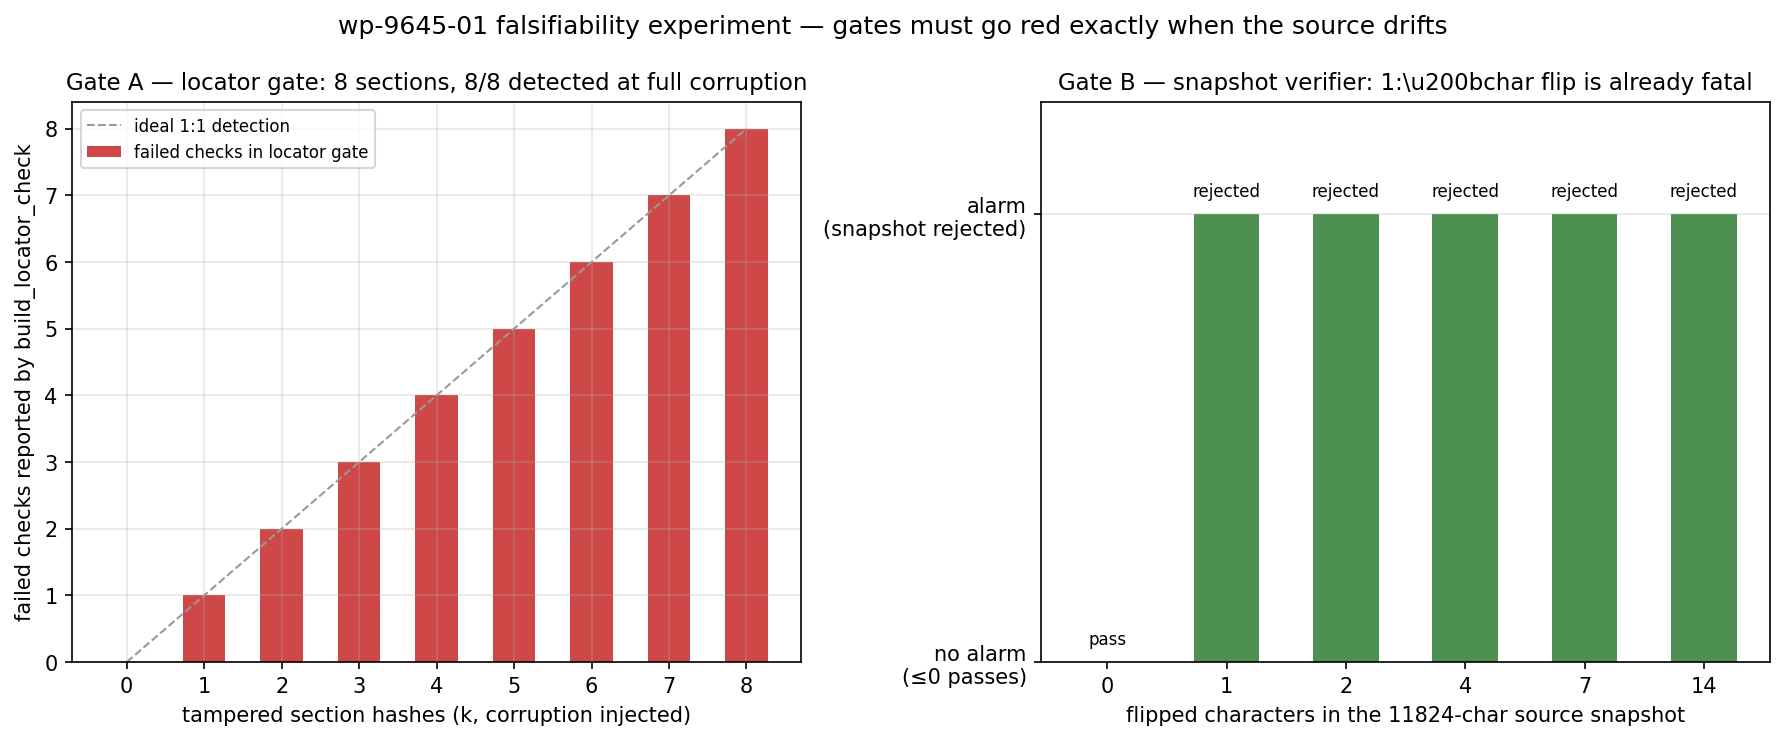 wp-9645-01 falsifiability experiment — gates must go red exactly when the source drifts
Gate A — locator gate: 8 sections, 8/8 detected at full corruption
ideal 1:1 detection
failed checks in locator gate
failed checks reported by build_locator_check
8
7
6
5
4
3
2
1
0
0 1 2 3 4 5 6 7 8
tampered section hashes (k, corruption injected)
Gate B — snapshot verifier: 1:\u200bchar flip is already fatal
alarm
(snapshot rejected)
no alarm
(≤0 passes)
pass
rejected rejected rejected rejected rejected
0 1 2 4 7 14
flipped characters in the 11824-char source snapshot